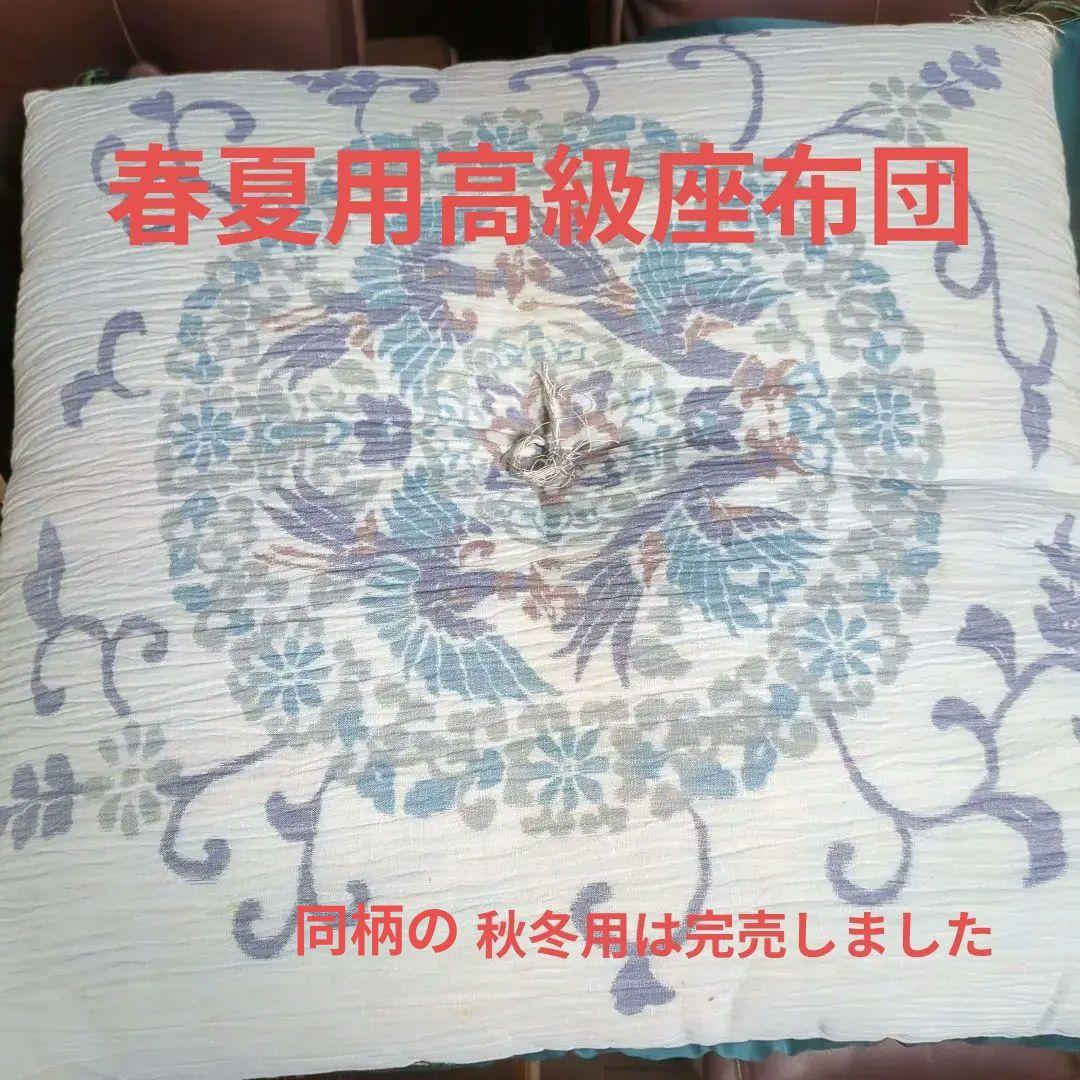 春夏用高級座布団
同柄の 秋冬用は完売しました